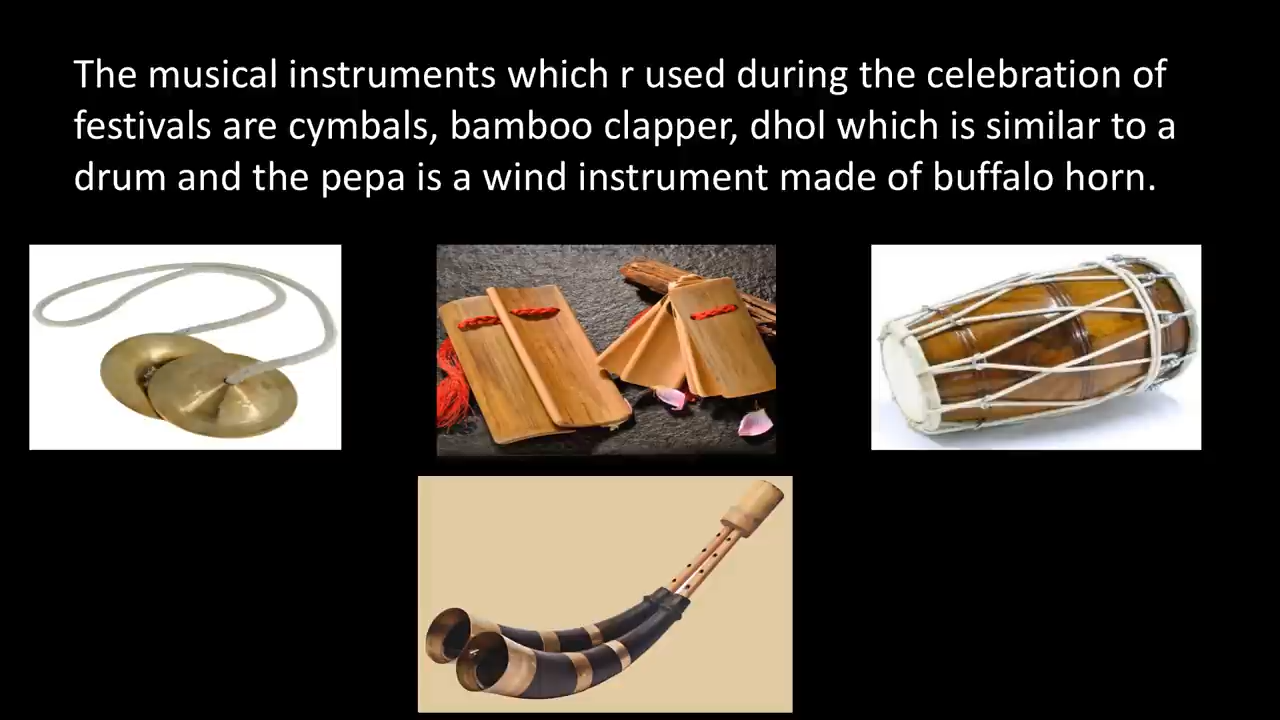 The musical instruments which r used during the celebration of
festivals are cymbals, bamboo clapper, dhol which is similar to a
drum and the pepa is a wind instrument made of buffalo horn.